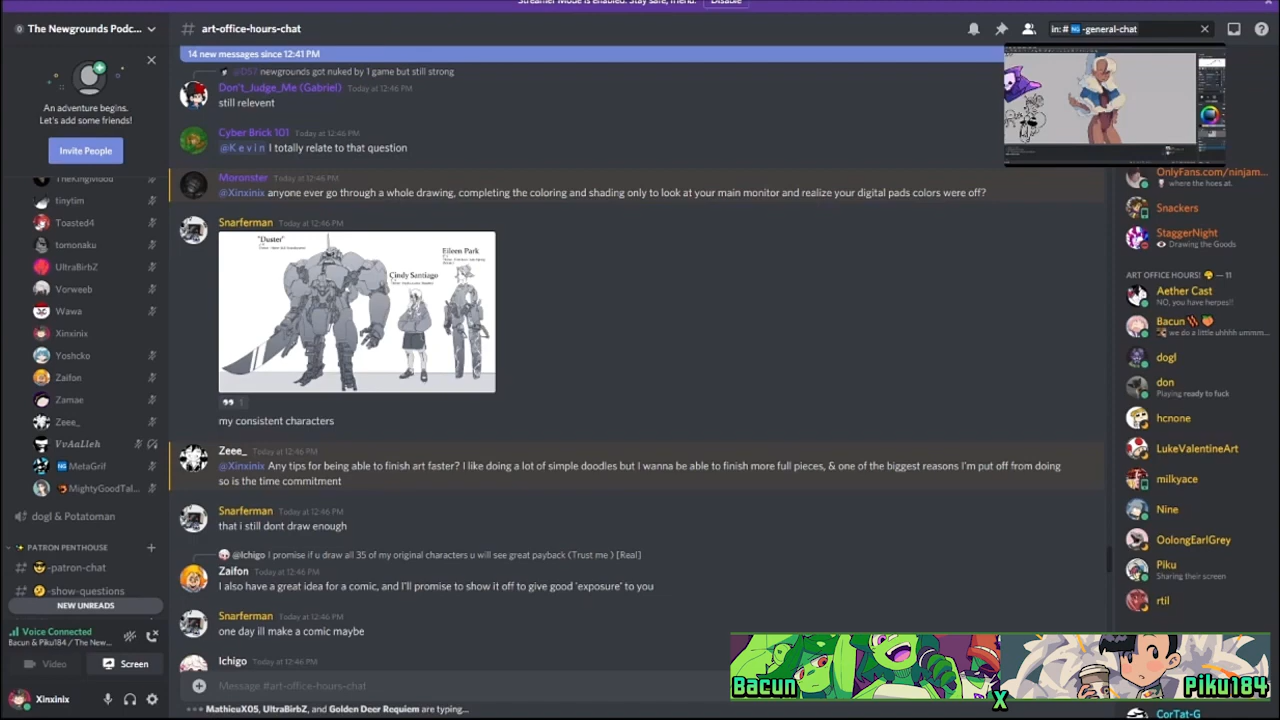 Streamer Mode is enabled. Stay safe, friend. Disable
The Newgrounds Podc...
An adventure begins.
Let's add some friends!
Invite People
TheKingMood
tinytim
Toasted4
tomonaku
UltraBirbZ
Vorweeb
Wawa
Xinxinix
Yoshcko
Zaifon
Zamae
Zeee_
VvAaLleh
MetaGrif
MightyGoodTal...
dogl & Potatoman
PATRON PENTHOUSE
-patron-chat
-show-questions
NEW UNREADS
Voice Connected
Bacun & Piku184 / The New...
Video
Screen
Xinxinix
# art-office-hours-chat
in: # NG -general-chat
14 new messages since 12:41 PM
@D57 newgrounds got nuked by 1 game but still strong
Don't_Judge_Me (Gabriel) Today at 12:46 PM
still relevent
Cyber Brick 101 Today at 12:46 PM
@K e v i n I totally relate to that question
Moronster Today at 12:46 PM
@Xinxinix anyone ever go through a whole drawing, completing the coloring and shading only to look at your main monitor and realize your digital pads colors were off?
Snarferman Today at 12:46 PM
"Duster"
Cindy Santiago
Eileen Park
1
my consistent characters
Zeee_ Today at 12:46 PM
@Xinxinix Any tips for being able to finish art faster? I like doing a lot of simple doodles but I wanna be able to finish more full pieces, & one of the biggest reasons I'm put off from doing
so is the time commitment
Snarferman Today at 12:46 PM
that i still dont draw enough
@Ichigo I promise if u draw all 35 of my original characters u will see great payback (Trust me ) [Real]
Zaifon Today at 12:46 PM
I also have a great idea for a comic, and I'll promise to show it off to give good 'exposure' to you
Snarferman Today at 12:46 PM
one day ill make a comic maybe
Ichigo Today at 12:46 PM
Message #art-office-hours-chat
MathieuX05, UltraBirbZ, and Golden Deer Requiem are typing...
OnlyFans.com/ninjam...
where the hoes at.
Snackers
StaggerNight
Drawing the Goods
ART OFFICE HOURS! — 11
Aether Cast
NO, you have herpes!!
Bacun
we do a little uhhhh ummm...
dogl
don
Playing ready to fuck
hcnone
LukeValentineArt
milkyace
Nine
OolongEarlGrey
Piku
Sharing their screen
rtil
Bacun
X
Piku184
CorTat-G